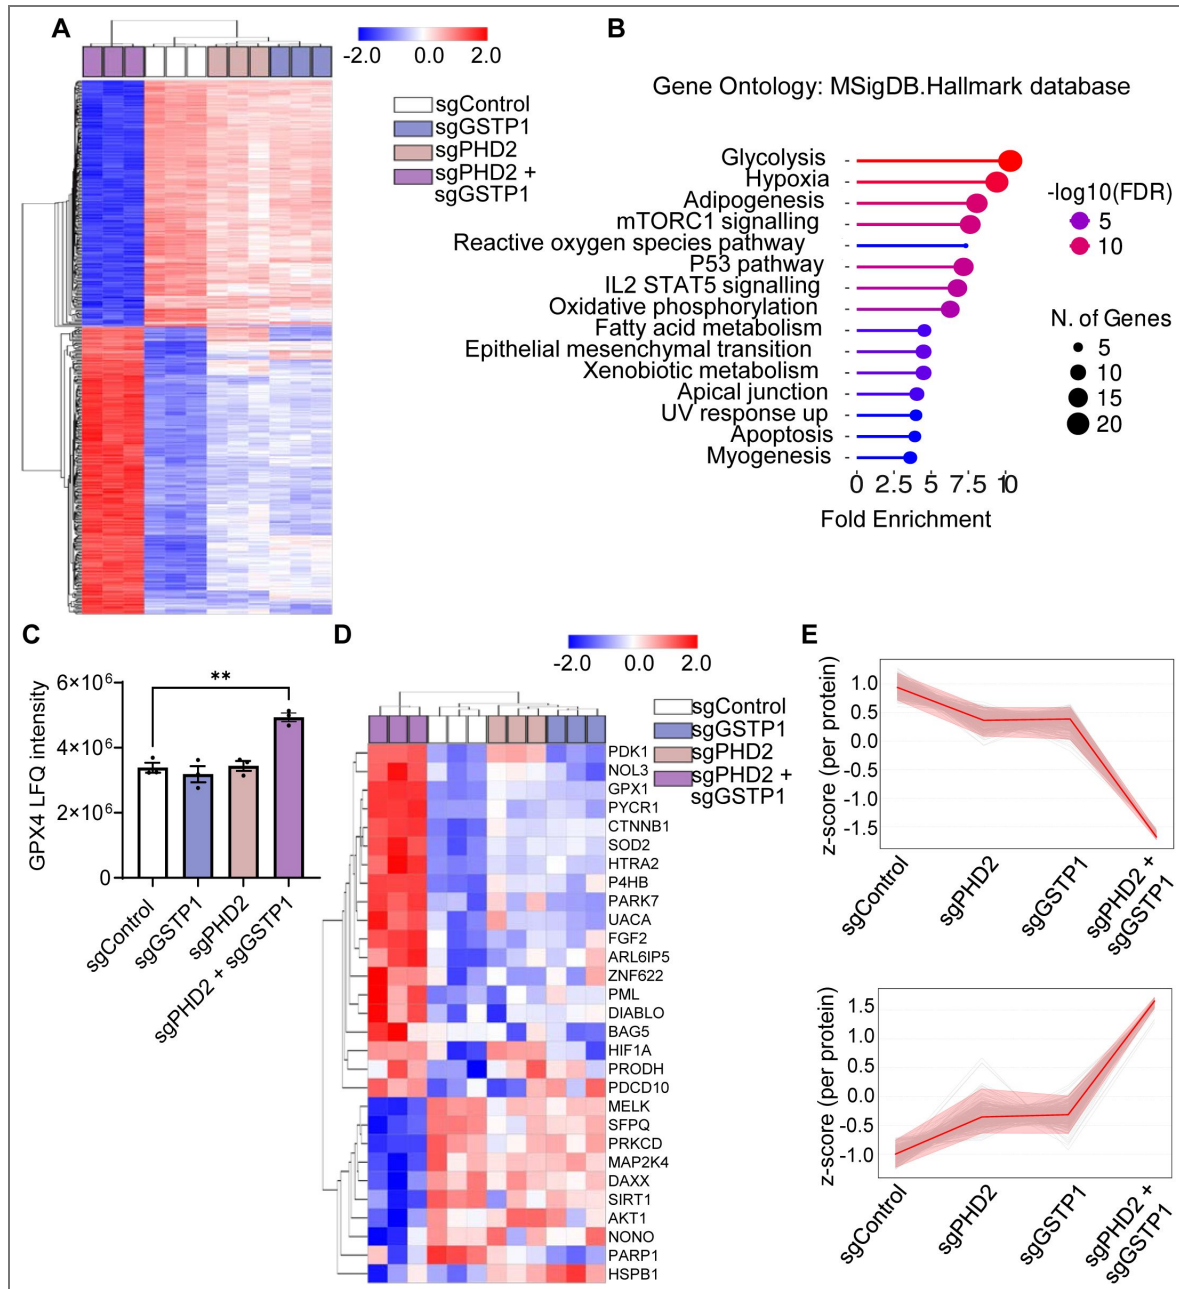 A
-2.0 0.0 2.0
sgControl
sgGSTP1
sgPHD2
sgPHD2 +
sgGSTP1
B
Gene Ontology: MSigDB.Hallmark database
Glycolysis
Hypoxia
Adipogenesis
mTORC1 signalling
Reactive oxygen species pathway
P53 pathway
IL2 STAT5 signalling
Oxidative phosphorylation
Fatty acid metabolism
Epithelial mesenchymal transition
Xenobiotic metabolism
Apical junction
UV response up
Apoptosis
Myogenesis
0 2.5 5 7.5 10
Fold Enrichment
-log10(FDR)
5
10
N. of Genes
5
10
15
20
C
GPX4 LFQ intensity
6×10⁶
4×10⁶
2×10⁶
0
**
sgControl
sgGSTP1
sgPHD2
sgPHD2 + sgGSTP1
D
-2.0 0.0 2.0
sgControl
sgGSTP1
sgPHD2
sgPHD2 +
sgGSTP1
PDK1
NOL3
GPX1
PYCR1
CTNNB1
SOD2
HTRA2
P4HB
PARK7
UACA
FGF2
ARL6IP5
ZNF622
PML
DIABLO
BAG5
HIF1A
PRODH
PDCD10
MELK
SFPQ
PRKCD
MAP2K4
DAXX
SIRT1
AKT1
NONO
PARP1
HSPB1
E
z-score (per protein)
1.0
0.5
0.0
-0.5
-1.0
-1.5
sgControl
sgPHD2
sgGSTP1
sgPHD2 +
sgGSTP1
z-score (per protein)
1.5
1.0
0.5
0.0
-0.5
-1.0
sgControl
sgPHD2
sgGSTP1
sgPHD2 +
sgGSTP1